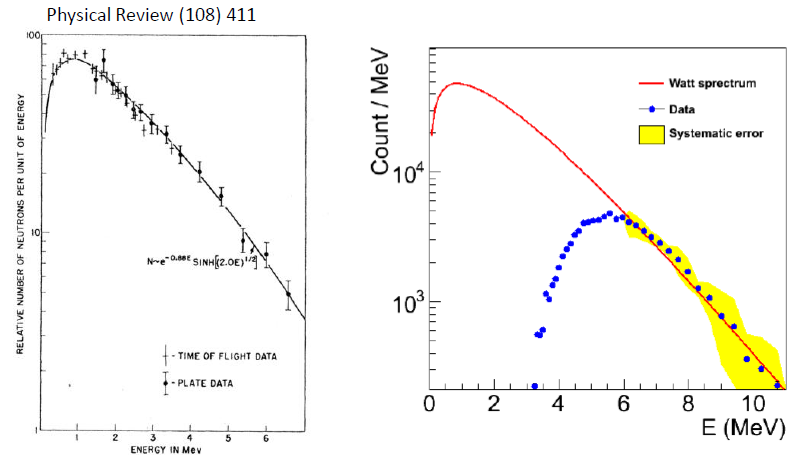 Physical Review (108) 411
100
10
1
RELATIVE NUMBER OF NEUTRONS PER UNIT OF ENERGY
N~e^-0.88E SINH[(2.0E)^1/2]
- TIME OF FLIGHT DATA
- PLATE DATA
1 2 3 4 5 6
ENERGY IN Mev
Count / MeV
10^4
10^3
Watt sprectrum
Data
Systematic error
0 2 4 6 8 10
E (MeV)